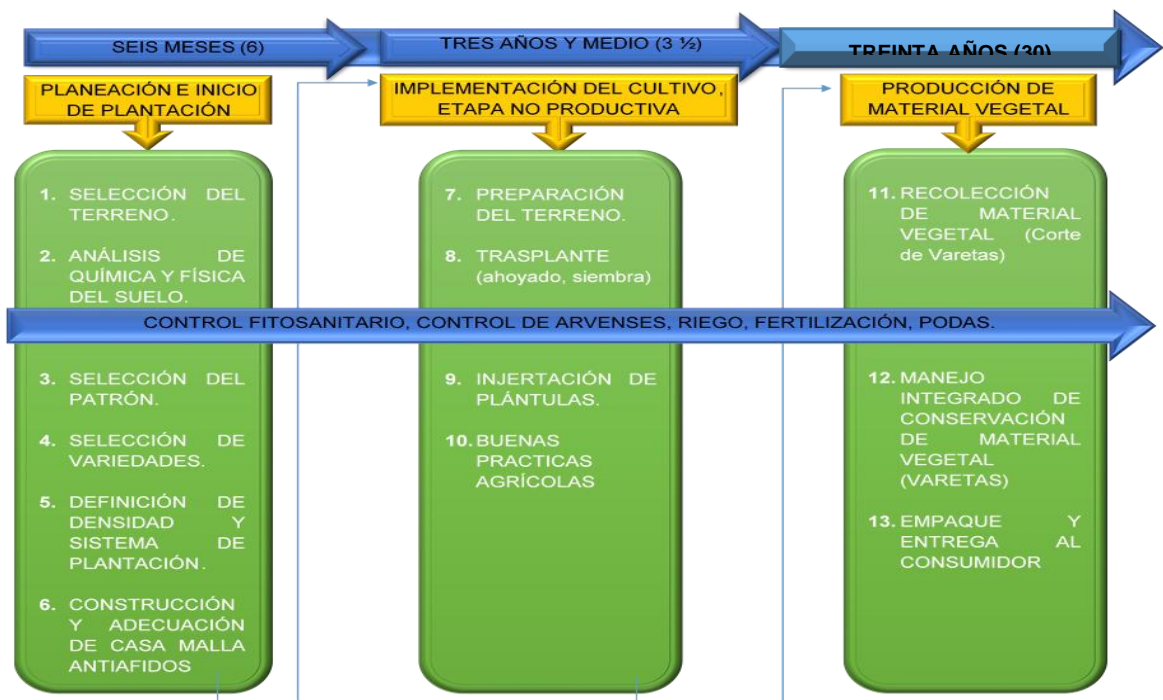 SEIS MESES (6)
TRES AÑOS Y MEDIO (3 ½)
TREINTA AÑOS (30)
PLANEACIÓN E INICIO
DE PLANTACIÓN
IMPLEMENTACIÓN DEL CULTIVO,
ETAPA NO PRODUCTIVA
PRODUCCIÓN DE
MATERIAL VEGETAL
1. SELECCIÓN DEL
TERRENO.
2. ANÁLISIS DE
QUÍMICA Y FÍSICA
DEL SUELO.
7. PREPARACIÓN
DEL TERRENO.
8. TRASPLANTE
(ahoyado, siembra)
11. RECOLECCIÓN
DE MATERIAL
VEGETAL (Corte
de Varetas)
CONTROL FITOSANITARIO, CONTROL DE ARVENSES, RIEGO, FERTILIZACIÓN, PODAS.
3. SELECCIÓN DEL
PATRÓN.
4. SELECCIÓN DE
VARIEDADES.
5. DEFINICIÓN DE
DENSIDAD Y
SISTEMA DE
PLANTACIÓN.
6. CONSTRUCCIÓN
Y ADECUACIÓN
DE CASA MALLA
ANTIAFIDOS
9. INJERTACIÓN DE
PLÁNTULAS.
10. BUENAS
PRACTICAS
AGRÍCOLAS
12. MANEJO
INTEGRADO DE
CONSERVACIÓN
DE MATERIAL
VEGETAL
(VARETAS)
13. EMPAQUE Y
ENTREGA AL
CONSUMIDOR